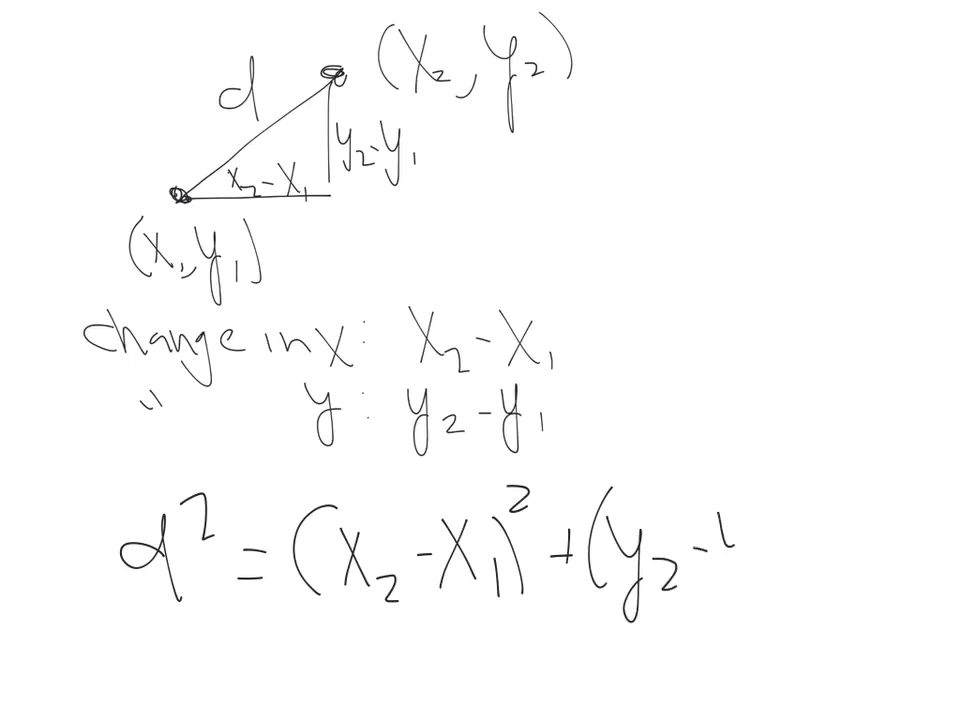 d
(x₂, y₂)
y₂-y₁
x₂-x₁
(x₁, y₁)
change in x: x₂-x₁
" y: y₂-y₁
d² = (x₂-x₁)² + (y₂-